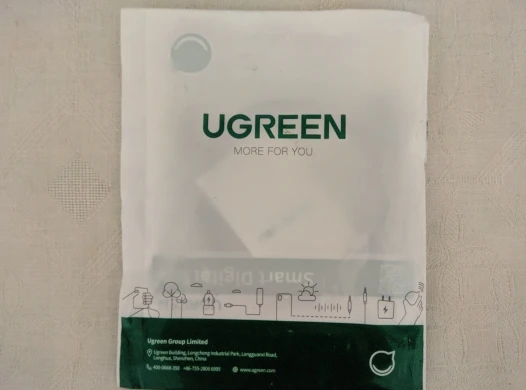 UGREEN
MORE FOR YOU
Smart Digital
Ugreen Group Limited
Ugreen Building, Longcheng Industrial Park, Longguanxi Road,
Longhua, Shenzhen, China
www.ugreen.com